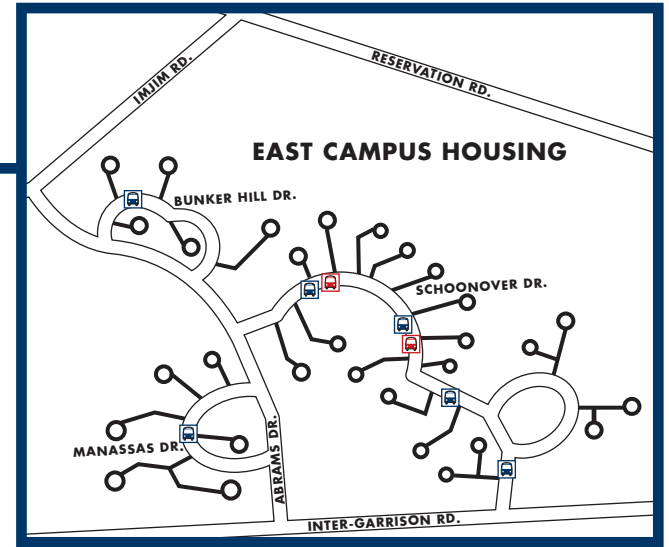 IMJIM RD.
RESERVATION RD.
EAST CAMPUS HOUSING
BUNKER HILL DR.
SCHOONOVER DR.
MANASSAS DR.
ABRAMS DR.
INTER-GARRISON RD.